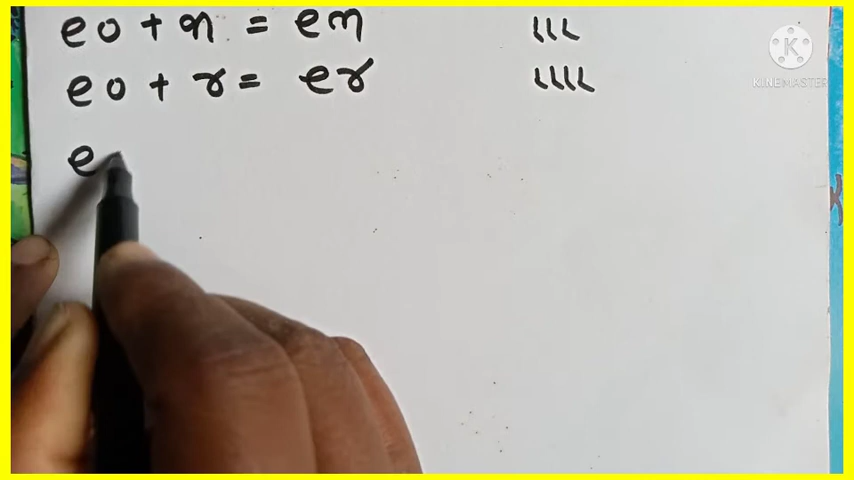 ୧୦ + ୩ = ୧୩ \\\
୧୦ + ୪ = ୧୪ \\\\
୧
K
KINEMASTER